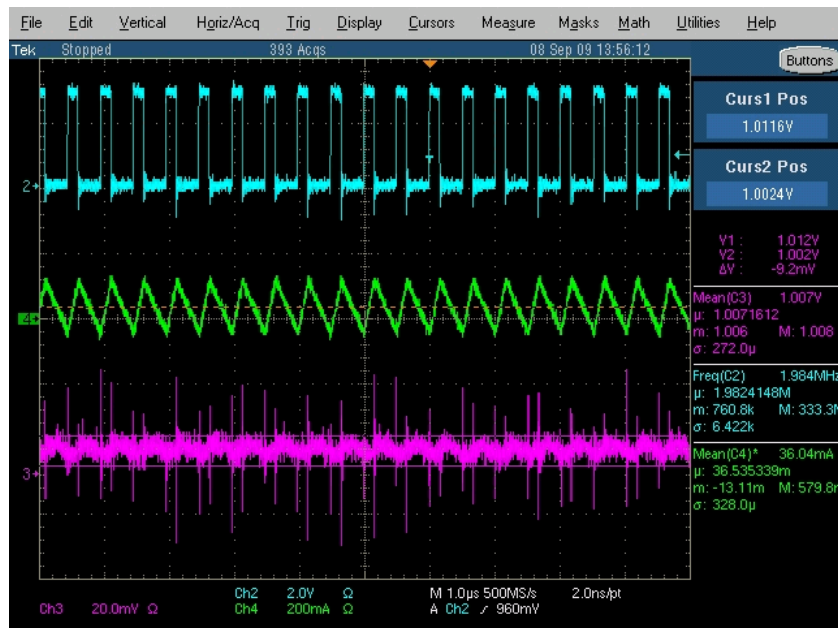 File Edit Vertical Horiz/Acq Trig Display Cursors Measure Masks Math Utilities Help
Tek Stopped 393 Acqs 08 Sep 09 13:56:12
Buttons
Curs1 Pos
1.0116V
Curs2 Pos
1.0024V
2
V1 : 1.012V
V2 : 1.002V
ΔV : -9.2mV
Mean(C3) 1.007V
µ: 1.0071612
m: 1.006 M: 1.008
σ: 272.0µ
4
Freq(C2) 1.984MHz
µ: 1.9824148M
m: 760.8k M: 333.3M
σ: 6.422k
Mean(C4)* 36.04mA
µ: 36.535339m
m: -13.11m M: 579.8m
σ: 328.0µ
3
Ch2 2.0V Ω M 1.0µs 500MS/s 2.0ns/pt
Ch3 20.0mV Ω Ch4 200mA Ω A Ch2 ∕ 960mV